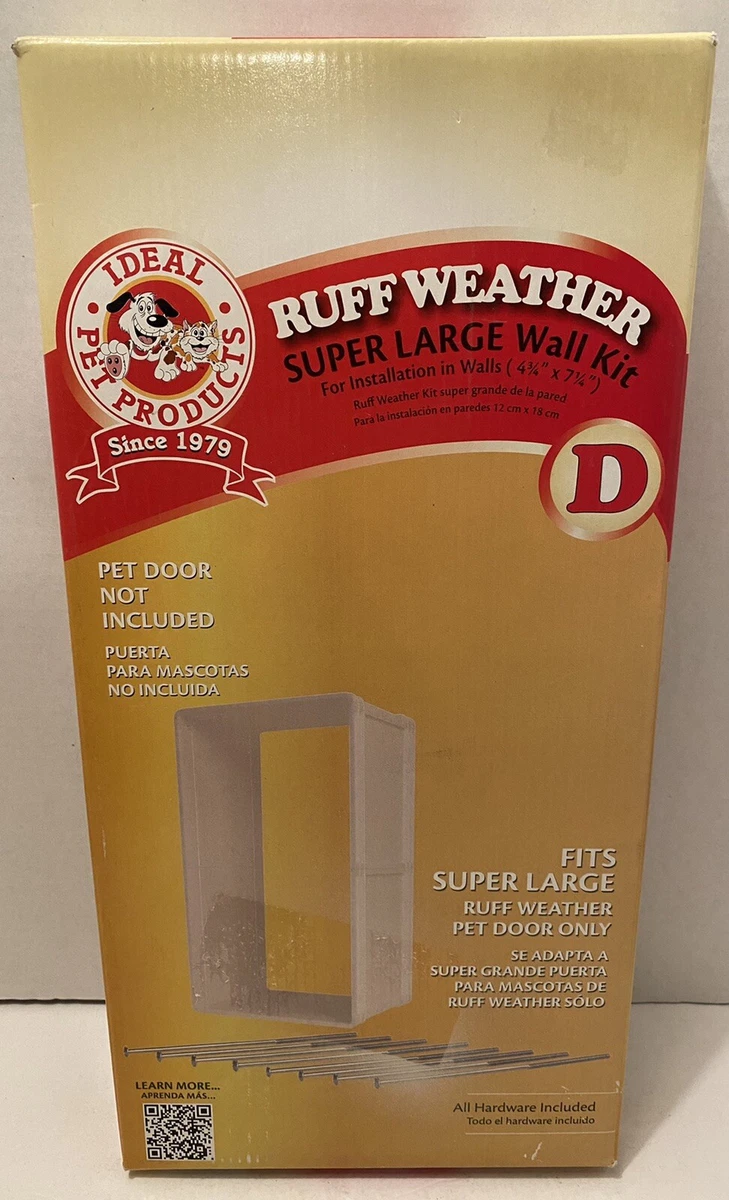 IDEAL
PET PRODUCTS
Since 1979
RUFF WEATHER
SUPER LARGE Wall Kit
For Installation in Walls ( 4¾" x 7¼")
Ruff Weather Kit super grande de la pared
Para la instalación en paredes 12 cm x 18 cm
D
PET DOOR
NOT
INCLUDED
PUERTA
PARA MASCOTAS
NO INCLUIDA
FITS
SUPER LARGE
RUFF WEATHER
PET DOOR ONLY
SE ADAPTA A
SUPER GRANDE PUERTA
PARA MASCOTAS DE
RUFF WEATHER SÓLO
LEARN MORE...
APRENDA MÁS...
All Hardware Included
Todo el hardware incluido